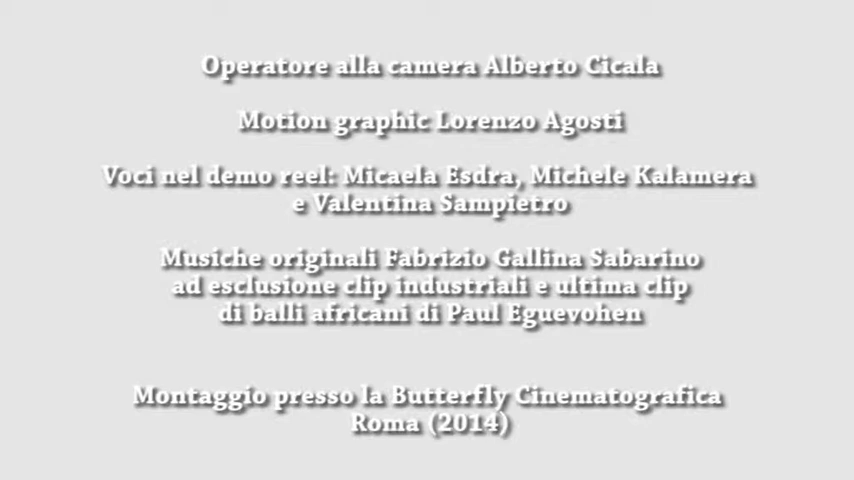 Operatore alla camera Alberto Cicala
Motion graphic Lorenzo Agosti
Voci nel demo reel: Micaela Esdra, Michele Kalamera
e Valentina Sampietro
Musiche originali Fabrizio Gallina Sabarino
ad esclusione clip industriali e ultima clip
di balli africani di Paul Eguevohen
Montaggio presso la Butterfly Cinematografica
Roma (2014)